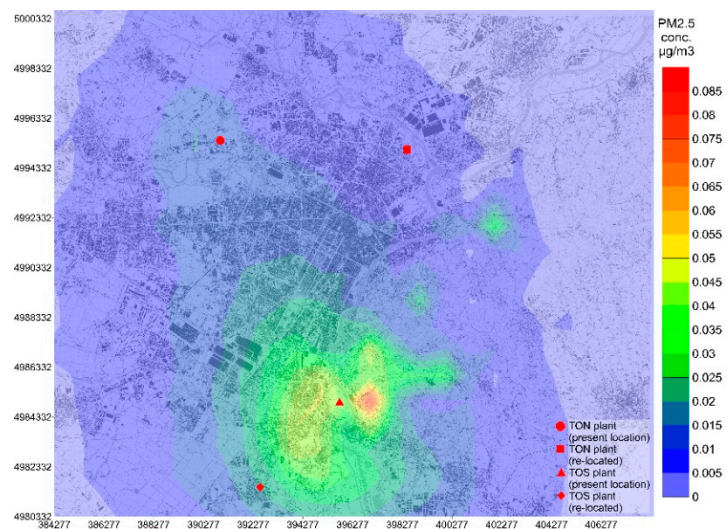 5000332
4998332
4996332
4994332
4992332
4990332
4988332
4986332
4984332
4982332
4980332
384277 386277 388277 390277 392277 394277 396277 398277 400277 402277 404277 406277
PM2.5
conc.
µg/m3
0.085
0.08
0.075
0.07
0.065
0.06
0.055
0.05
0.045
0.04
0.035
0.03
0.025
0.02
0.015
0.01
0.005
0
TON plant
(present location)
TON plant
(re-located)
TOS plant
(present location)
TOS plant
(re-located)